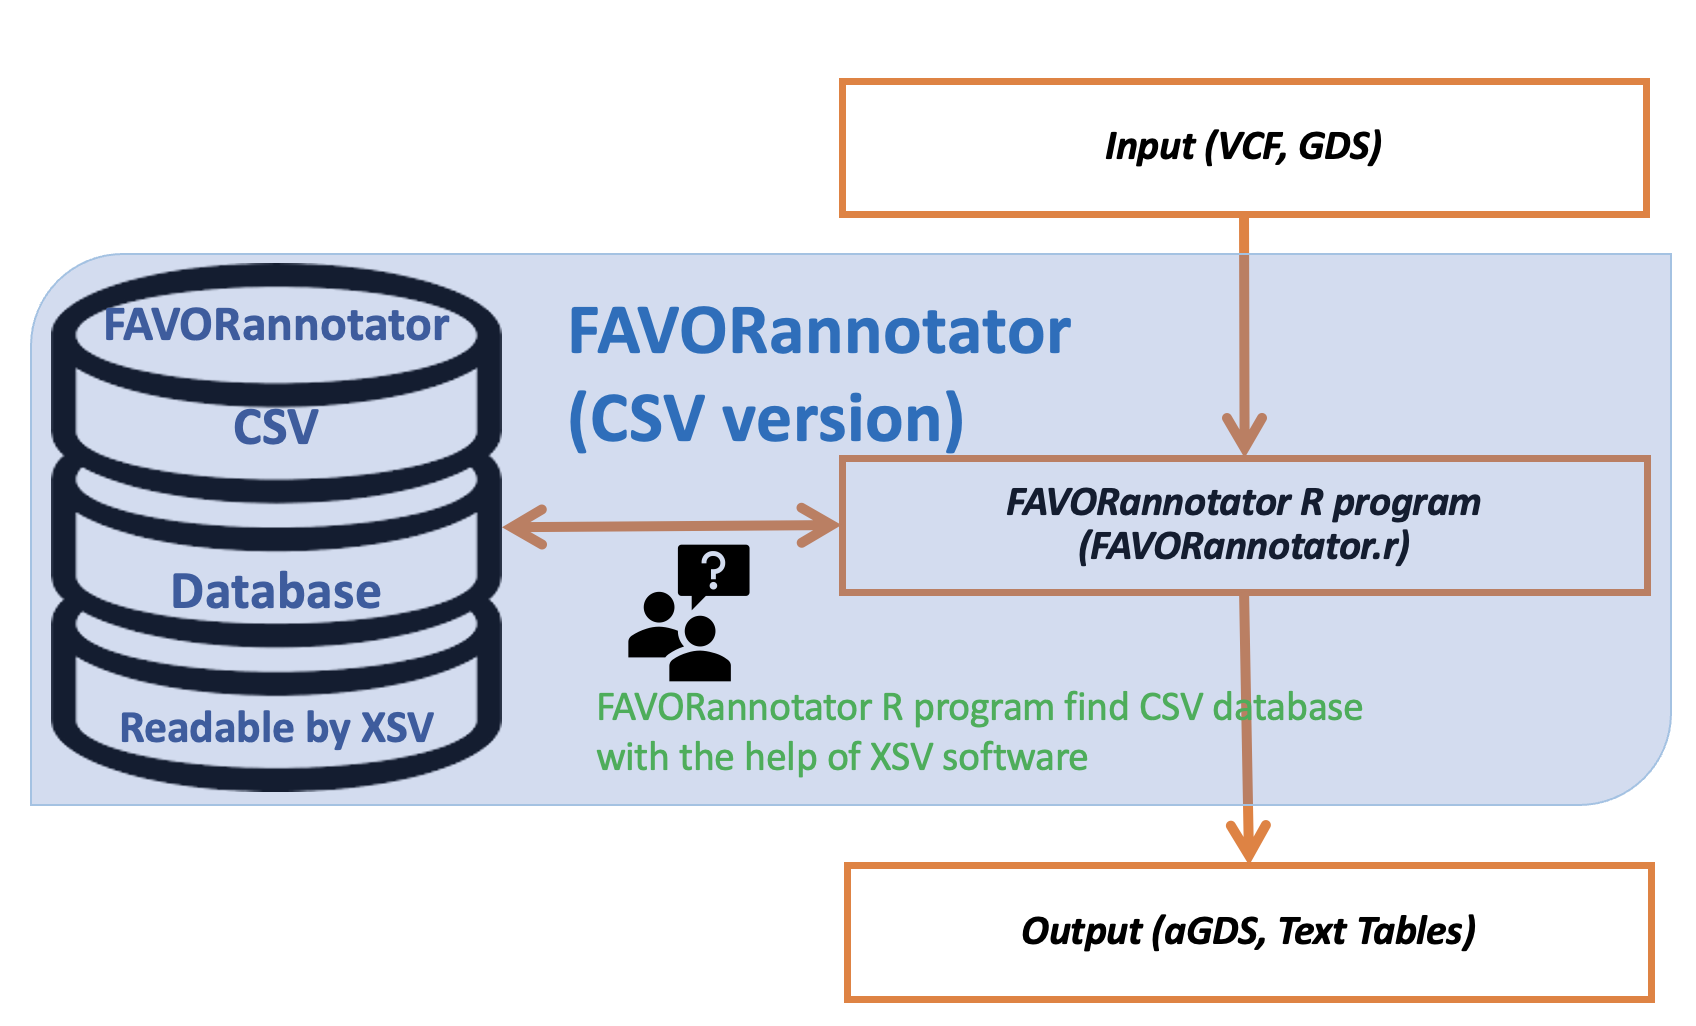 Input (VCF, GDS)
FAVORannotator
CSV
Database
Readable by XSV
FAVORannotator
(CSV version)
FAVORannotator R program
(FAVORannotator.r)
?
FAVORannotator R program find CSV database
with the help of XSV software
Output (aGDS, Text Tables)